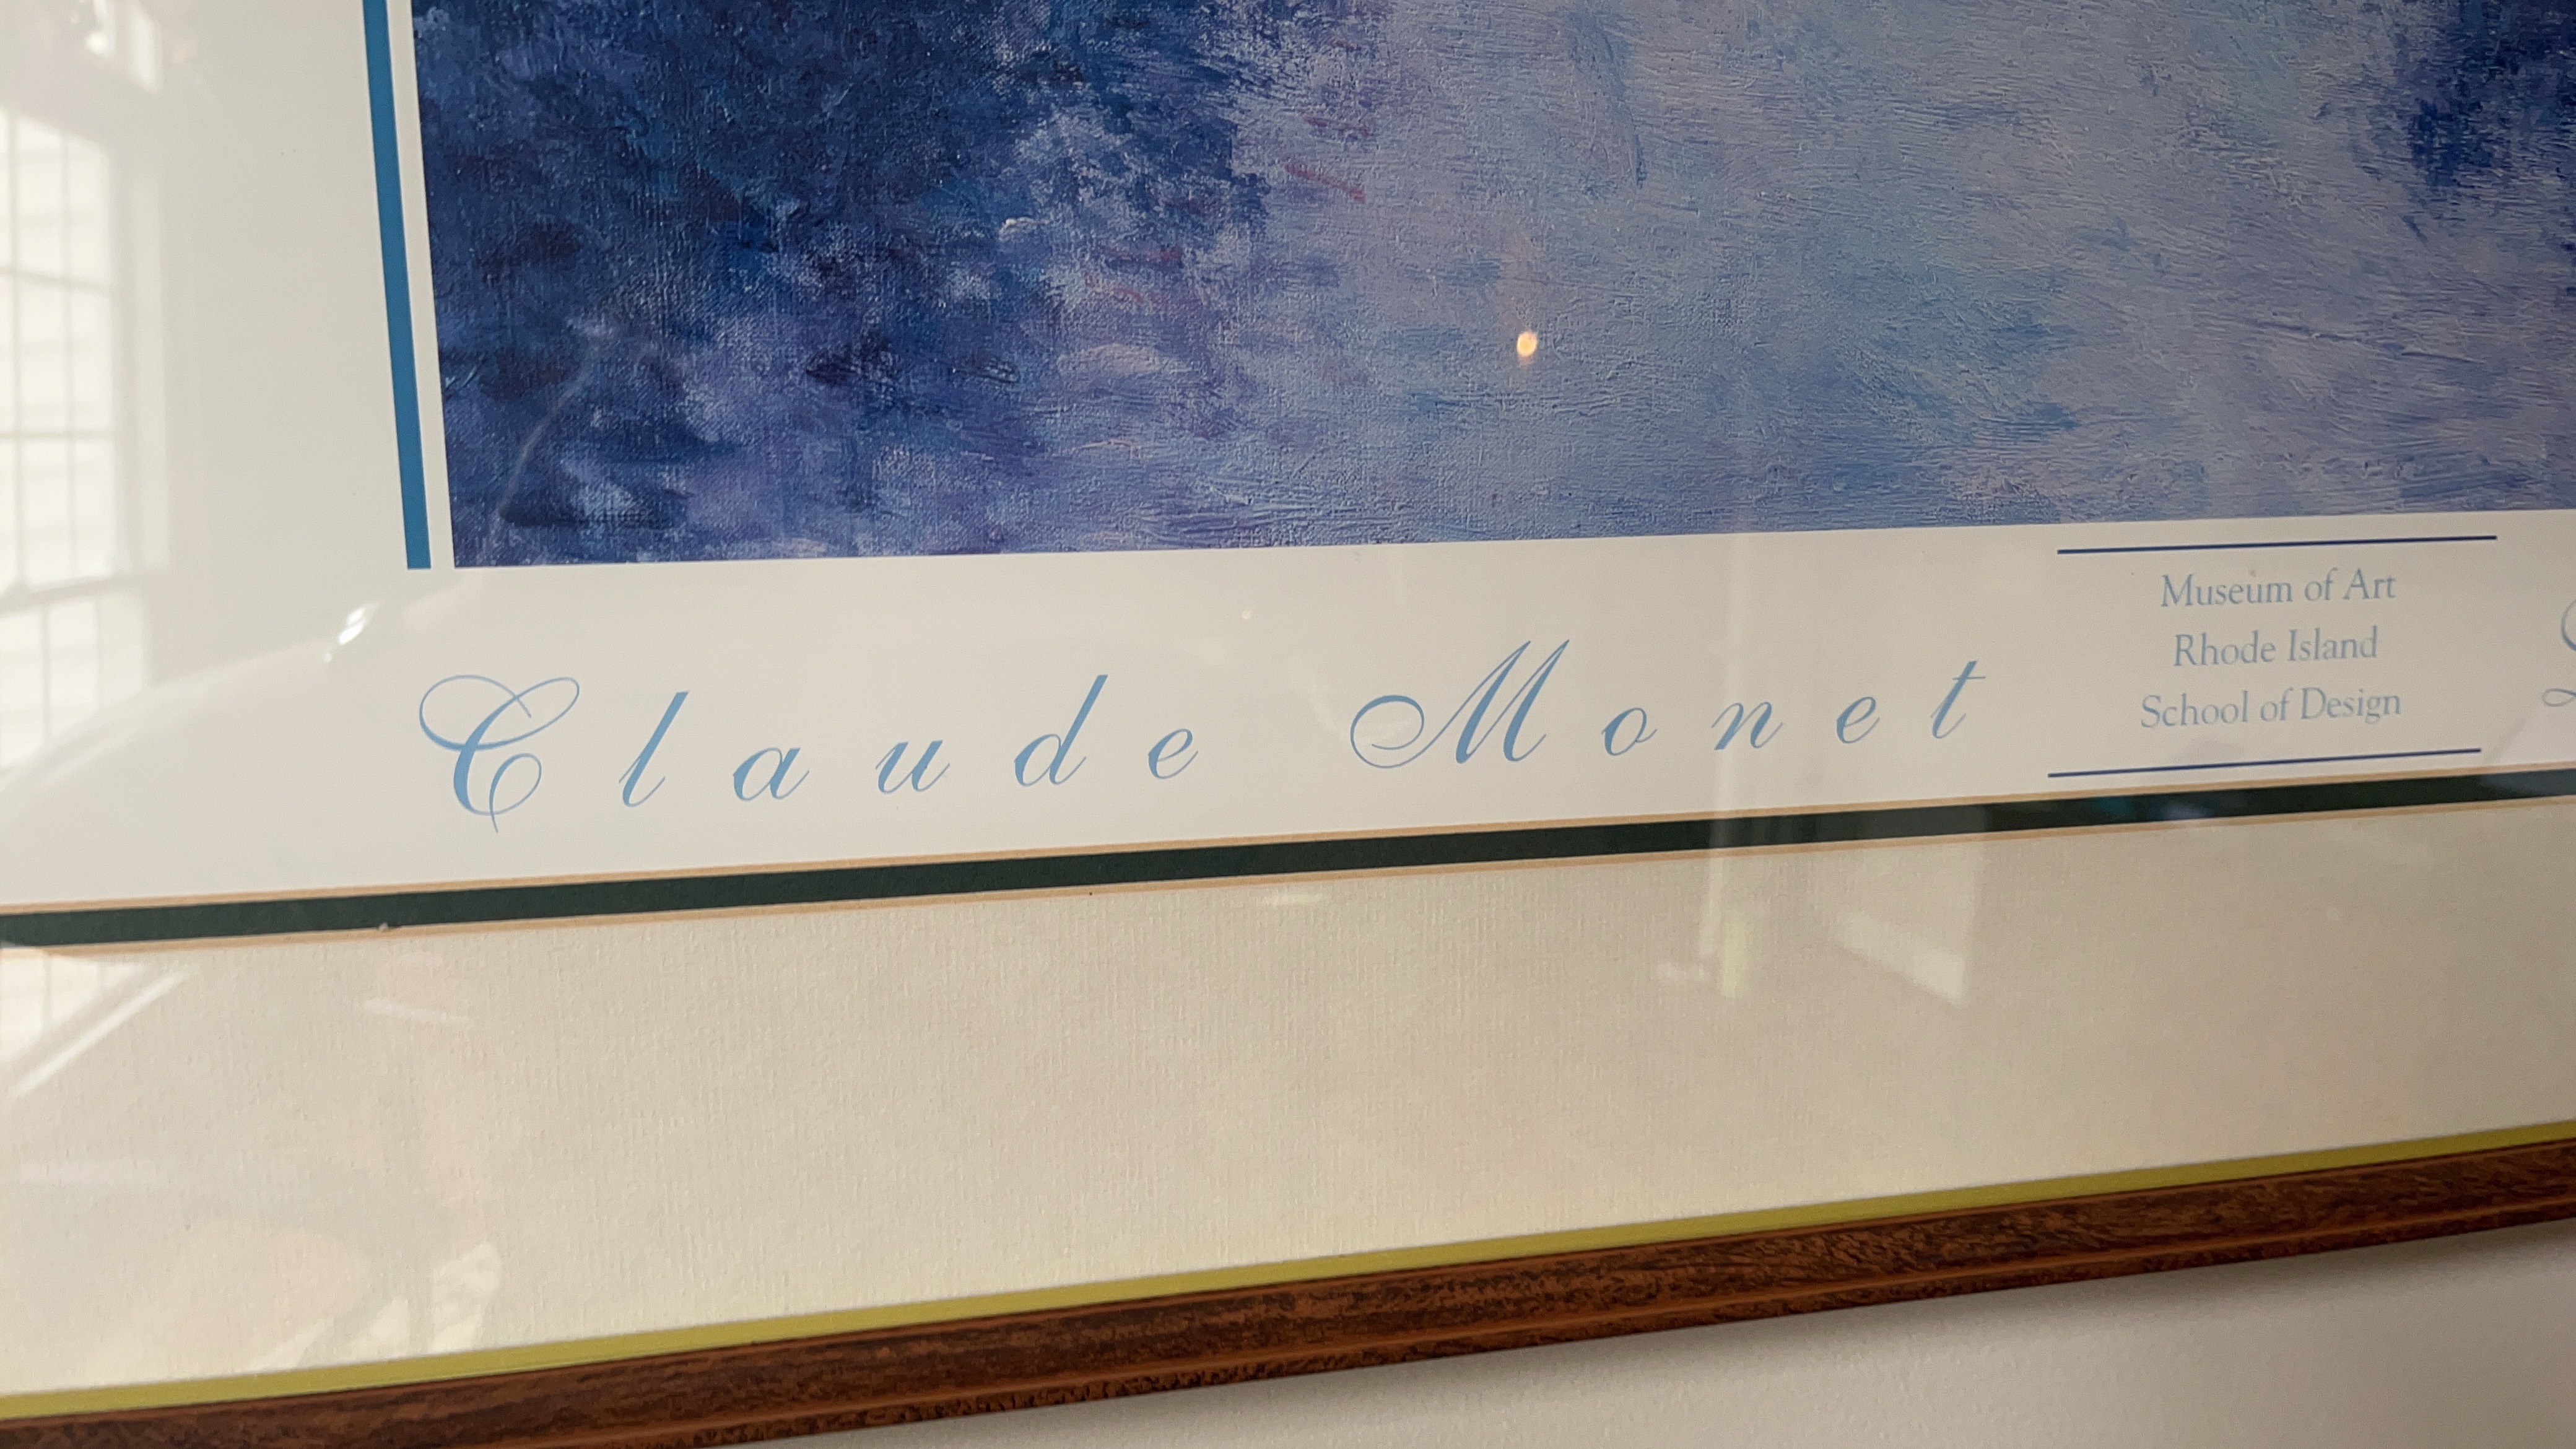 Claude Monet
Museum of Art
Rhode Island
School of Design